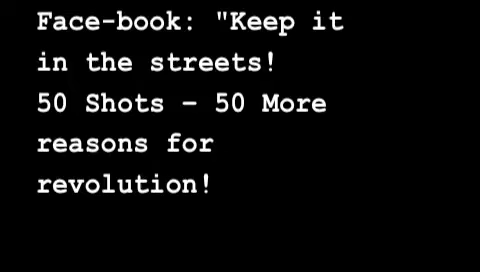 Face-book: "Keep it
in the streets!
50 Shots – 50 More
reasons for
revolution!